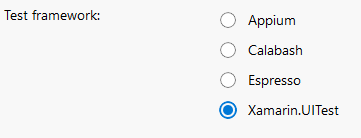 Test framework:
Appium
Calabash
Espresso
Xamarin.UITest